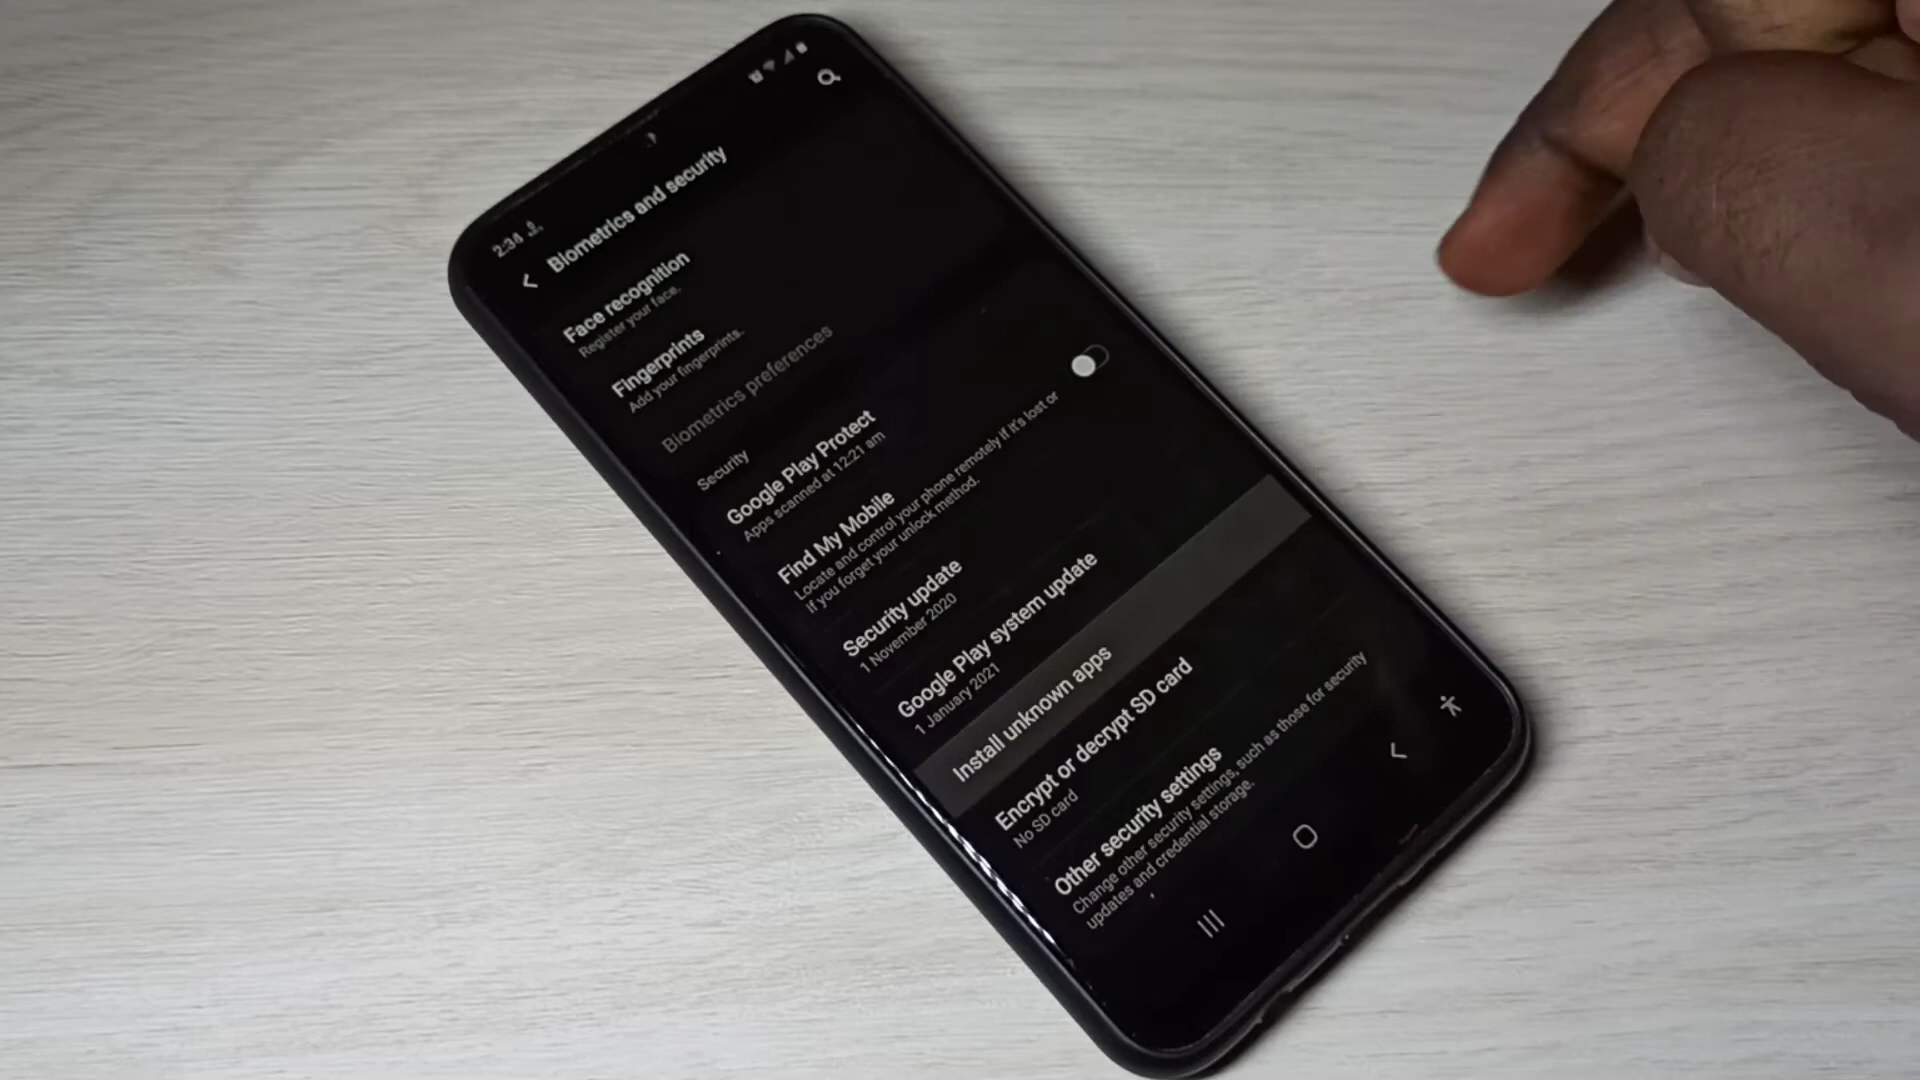 2:34
Biometrics and security
Face recognition
Register your face.
Fingerprints
Add your fingerprints.
Biometrics preferences
Security
Google Play Protect
Apps scanned at 12:21 am
Find My Mobile
Locate and control your phone remotely if it's lost or
if you forget your unlock method.
Security update
1 November 2020
Google Play system update
1 January 2021
Install unknown apps
Encrypt or decrypt SD card
No SD card
Other security settings
Change other security settings, such as those for security
updates and credential storage.